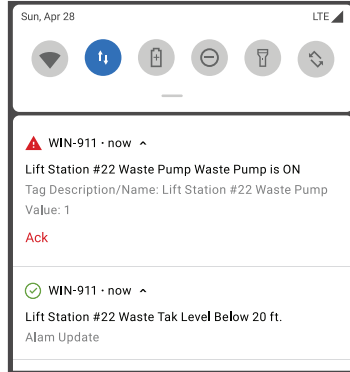 Sun, Apr 28 LTE
WIN-911 · now
Lift Station #22 Waste Pump Waste Pump is ON
Tag Description/Name: Lift Station #22 Waste Pump
Value: 1
Ack
WIN-911 · now
Lift Station #22 Waste Tak Level Below 20 ft.
Alam Update